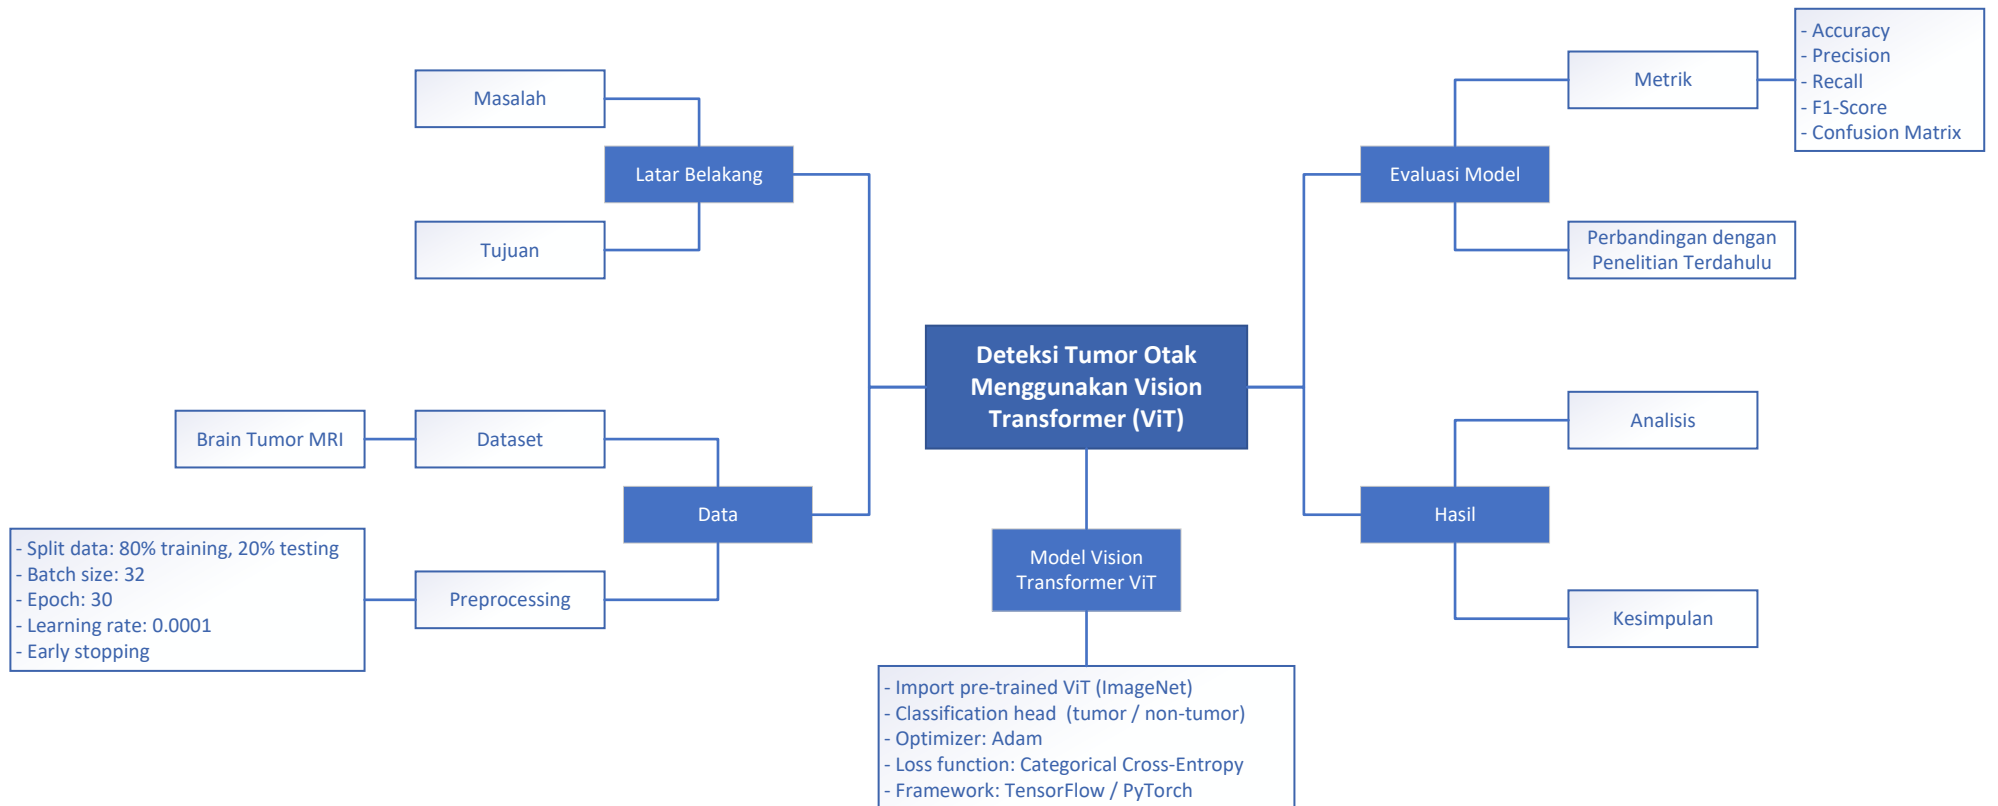 Masalah
Latar Belakang
Tujuan
Brain Tumor MRI
Dataset
Data
Preprocessing
- Split data: 80% training, 20% testing
- Batch size: 32
- Epoch: 30
- Learning rate: 0.0001
- Early stopping
Deteksi Tumor Otak
Menggunakan Vision
Transformer (ViT)
Model Vision
Transformer ViT
- Import pre-trained ViT (ImageNet)
- Classification head  (tumor / non-tumor)
- Optimizer: Adam
- Loss function: Categorical Cross-Entropy
- Framework: TensorFlow / PyTorch
Evaluasi Model
Metrik
- Accuracy
- Precision
- Recall
- F1-Score
- Confusion Matrix
Perbandingan dengan
Penelitian Terdahulu
Hasil
Analisis
Kesimpulan